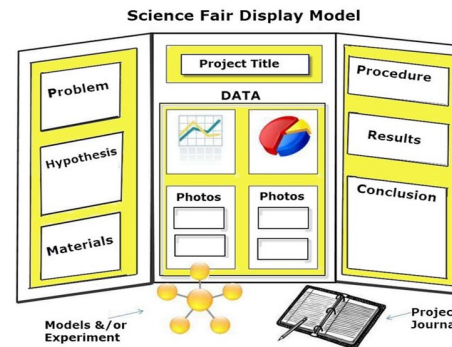 Science Fair Display Model
Problem
Hypothesis
Materials
Project Title
DATA
Photos
Photos
Procedure
Results
Conclusion
Models &/or
Experiment
Project
Journa